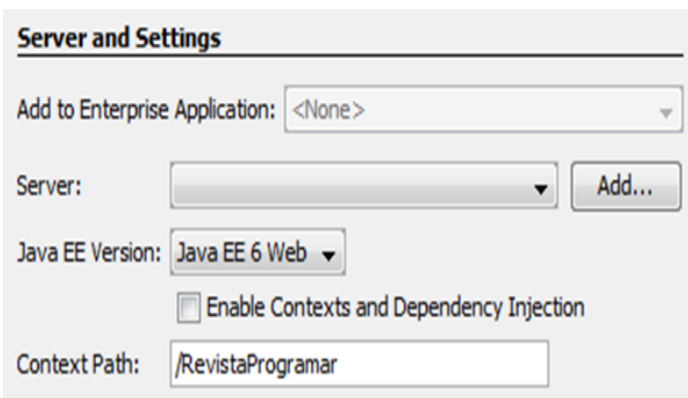 Server and Settings
Add to Enterprise Application: <None>
Server: Add...
Java EE Version: Java EE 6 Web
Enable Contexts and Dependency Injection
Context Path: /RevistaProgramar